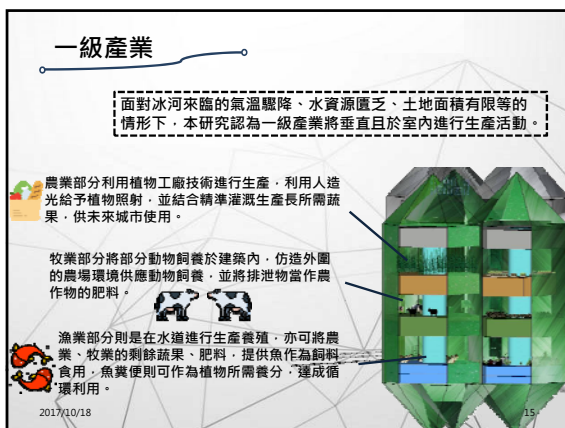 一級產業
面對冰河來臨的氣溫驟降、水資源匱乏、土地面積有限等的
情形下，本研究認為一級產業將垂直且於室內進行生產活動。
農業部分利用植物工廠技術進行生產，利用人造
光給予植物照射，並結合精準灌溉生產長所需蔬
果，供未來城市使用。
牧業部分將部分動物飼養於建築內，仿造外圍
的農場環境供應動物飼養，並將排泄物當作農
作物的肥料。
漁業部分則是在水道進行生產養殖，亦可將農
業、牧業的剩餘蔬果、肥料，提供魚作為飼料
食用，魚糞便則可作為植物所需養分，達成循
環利用。
2017/10/18
15